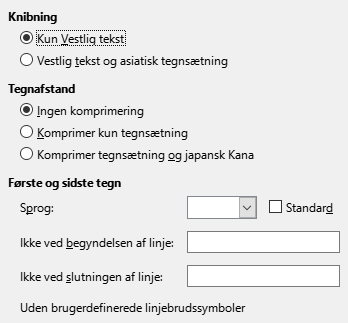 Knibning
Kun Vestlig tekst
Vestlig tekst og asiatisk tegnsætning
Tegnafstand
Ingen komprimering
Komprimer kun tegnsætning
Komprimer tegnsætning og japansk Kana
Første og sidste tegn
Sprog: Standard
Ikke ved begyndelsen af linje:
Ikke ved slutningen af linje:
Uden brugerdefinerede linjebrudssymboler